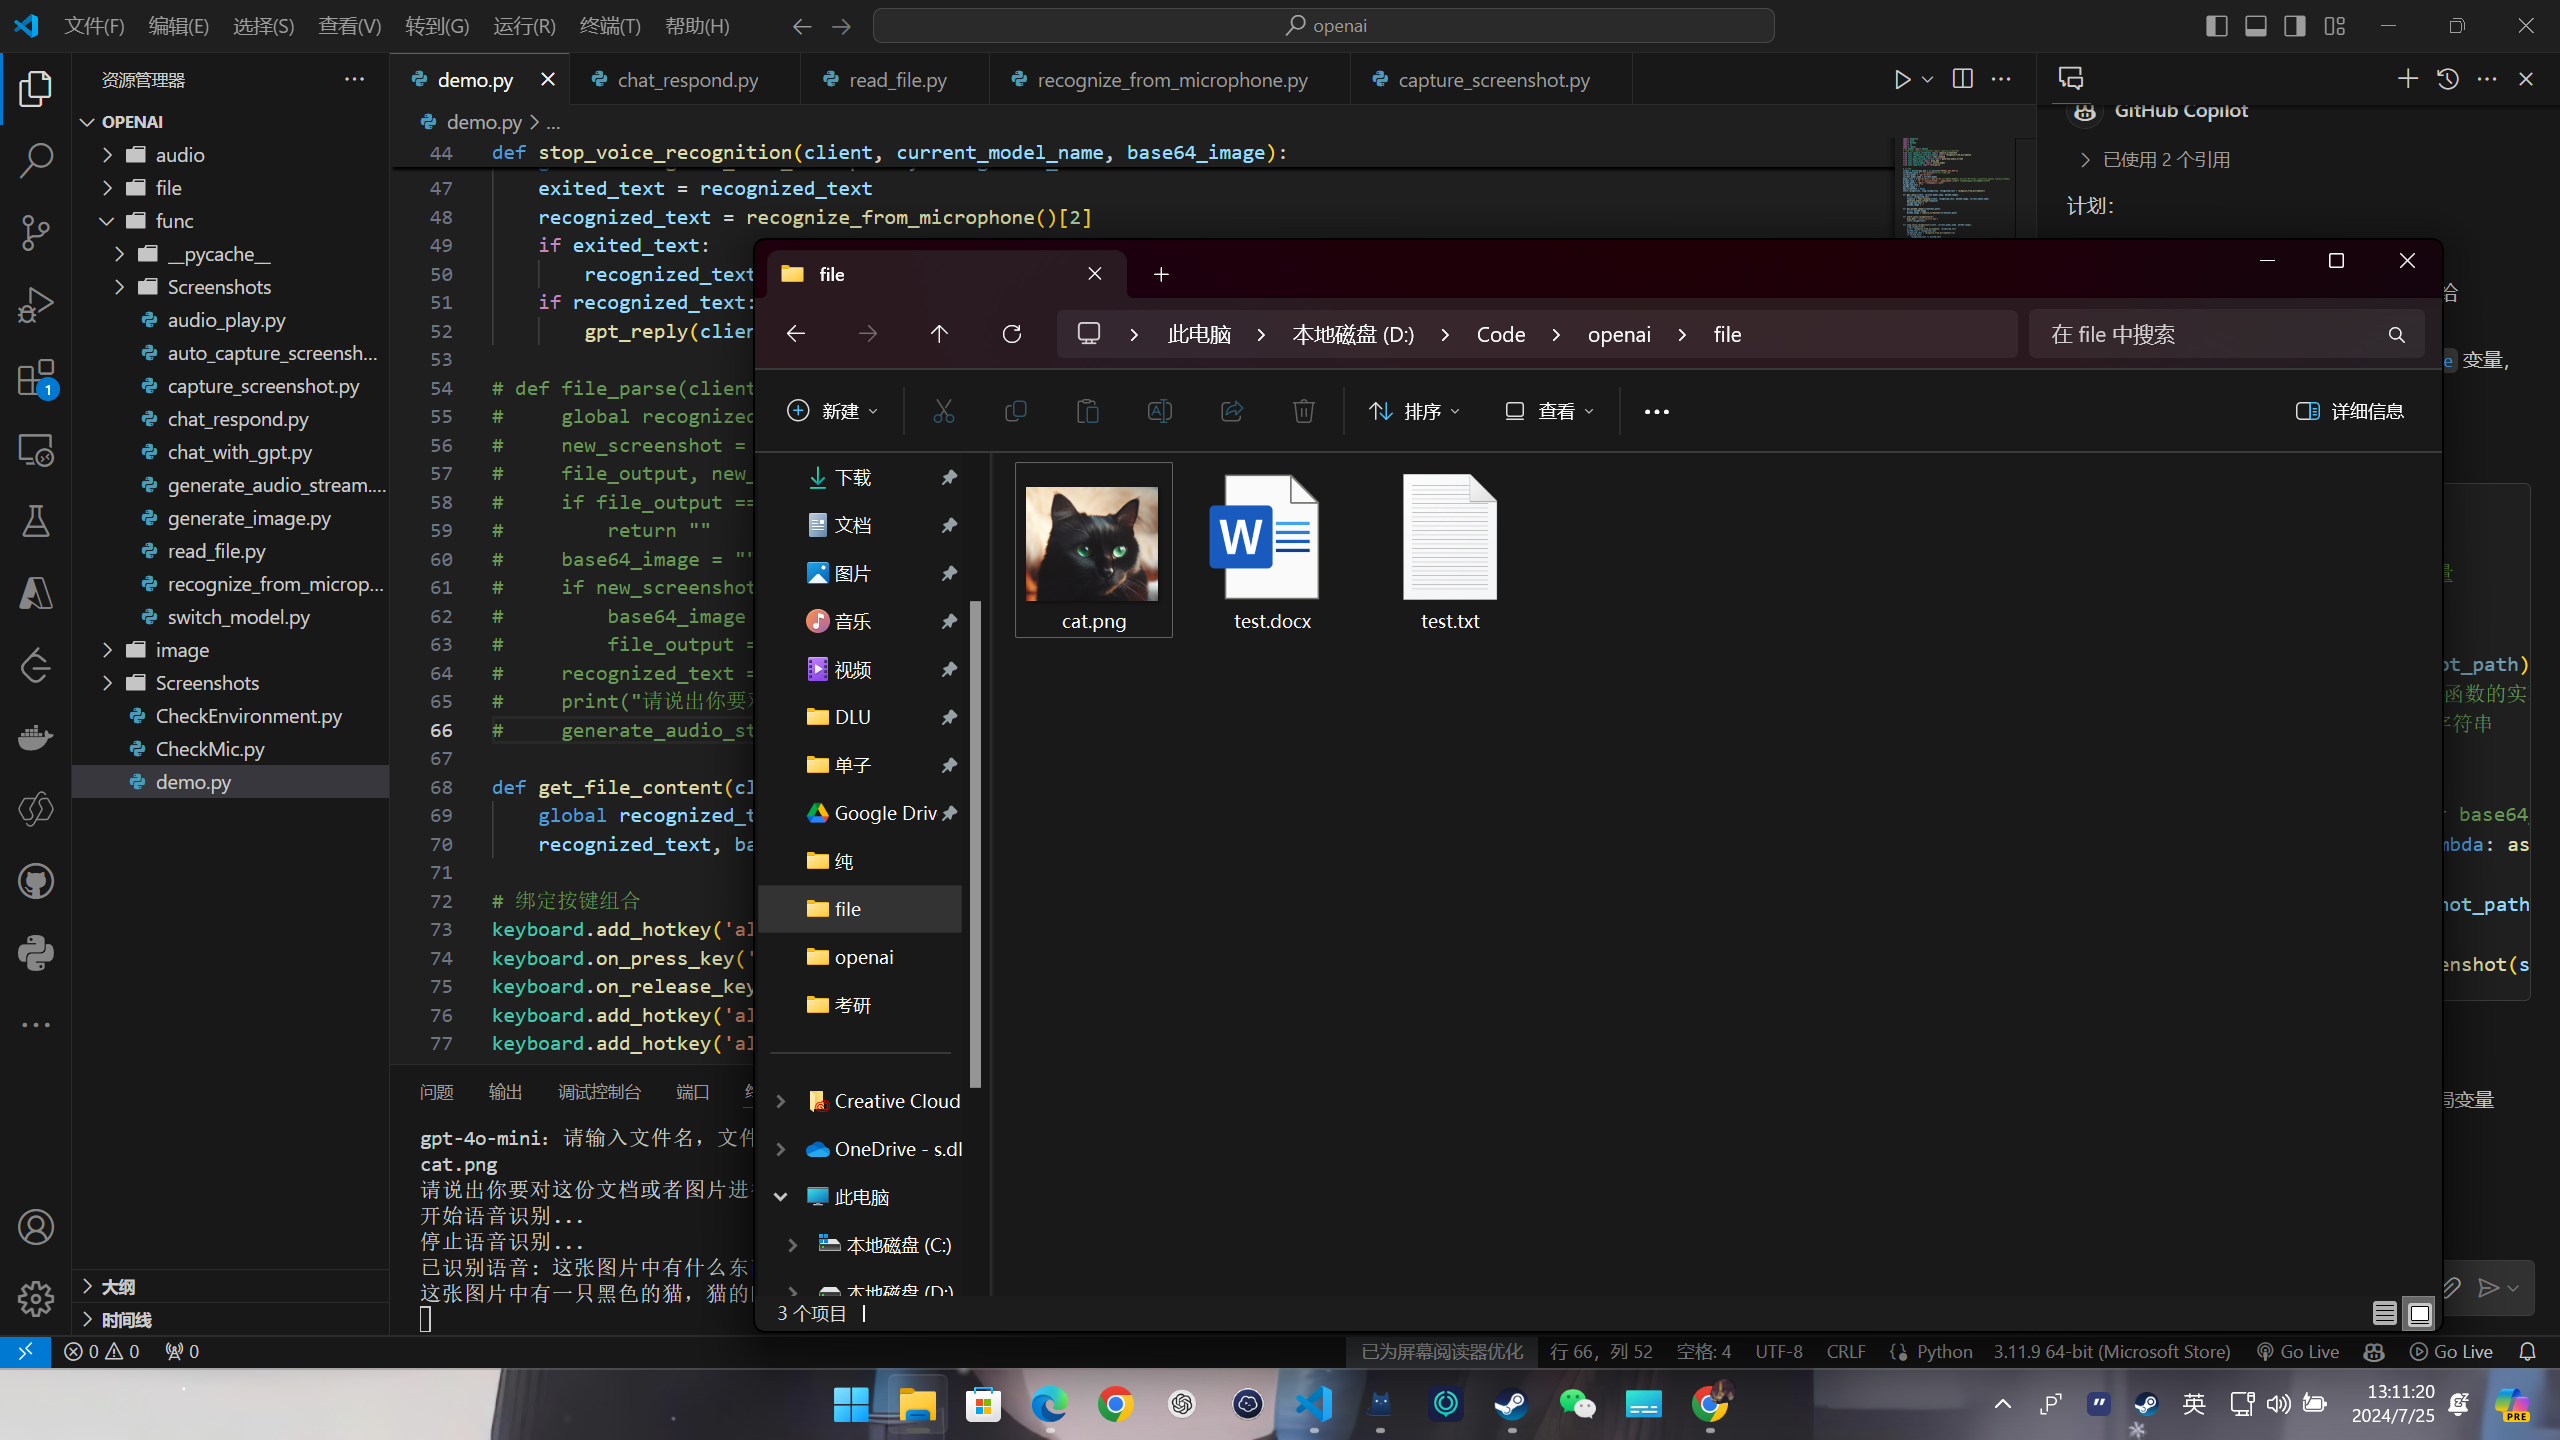 文件(F) 编辑(E) 选择(S) 查看(V) 转到(G) 运行(R) 终端(T) 帮助(H)
openai
资源管理器
OPENAI
audio
file
func
__pycache__
Screenshots
audio_play.py
auto_capture_screensh...
capture_screenshot.py
chat_respond.py
chat_with_gpt.py
generate_audio_stream....
generate_image.py
read_file.py
recognize_from_microp...
switch_model.py
image
Screenshots
CheckEnvironment.py
CheckMic.py
demo.py
大纲
时间线
1
demo.py
chat_respond.py
read_file.py
recognize_from_microphone.py
capture_screenshot.py
demo.py > ...
44 def stop_voice_recognition(client, current_model_name, base64_image):
47 exited_text = recognized_text
48 recognized_text = recognize_from_microphone()[2]
49 if exited_text:
50 recognized_text
51 if recognized_text:
52 gpt_reply(clien
53
54 # def file_parse(client
55 # global recognized
56 # new_screenshot =
57 # file_output, new_
58 # if file_output ==
59 # return ""
60 # base64_image = ""
61 # if new_screenshot
62 # base64_image
63 # file_output =
64 # recognized_text =
65 # print("请说出你要对
66 # generate_audio_st
67
68 def get_file_content(cl
69 global recognized_t
70 recognized_text, ba
71
72 # 绑定按键组合
73 keyboard.add_hotkey('al
74 keyboard.on_press_key('
75 keyboard.on_release_key
76 keyboard.add_hotkey('al
77 keyboard.add_hotkey('al
问题 输出 调试控制台 端口
gpt-4o-mini: 请输入文件名, 文件
cat.png
请说出你要对这份文档或者图片进
开始语音识别...
停止语音识别...
已识别语音: 这张图片中有什么东
这张图片中有一只黑色的猫, 猫的
GitHub Copilot
已使用 2 个引用
计划:
给
e 变量,
量
ot_path)
函数的实
字符串
base64_
mbda: as
not_path
enshot(s
局变量
file
此电脑 > 本地磁盘 (D:) > Code > openai > file
在 file 中搜索
新建
排序
查看
详细信息
下载
文档
图片
音乐
视频
DLU
单子
Google Driv
纯
file
openai
考研
Creative Cloud
OneDrive - s.dl
此电脑
本地磁盘 (C:)
本地磁盘 (D:)
cat.png
test.docx
test.txt
3 个项目
0 0 0
已为屏幕阅读器优化 行 66, 列 52 空格: 4 UTF-8 CRLF Python 3.11.9 64-bit (Microsoft Store) Go Live Go Live
英
13:11:20
2024/7/25
PRE